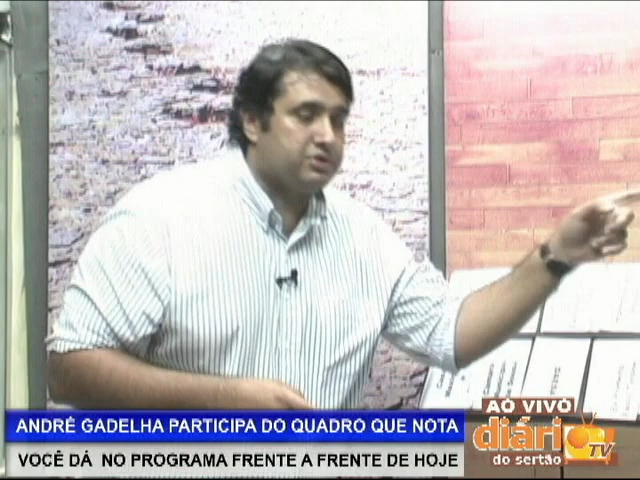 ANDRÉ GADELHA PARTICIPA DO QUADRO QUE NOTA
VOCÊ DÁ NO PROGRAMA FRENTE A FRENTE DE HOJE
AO VIVO
diário TV
do sertão